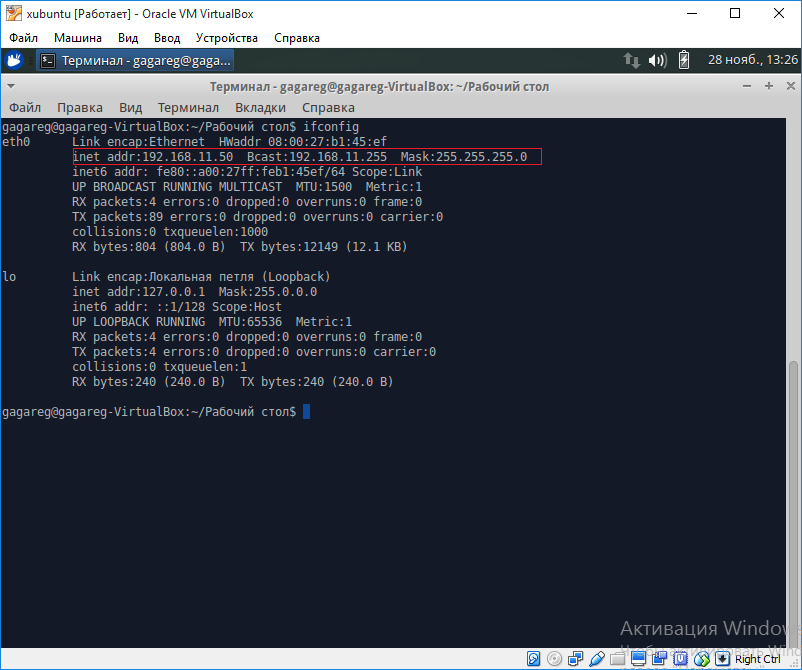 xubuntu [Работает] - Oracle VM VirtualBox
Файл Машина Вид Ввод Устройства Справка
Терминал - gagareg@gaga... 28 нояб., 13:26
Терминал - gagareg@gagareg-VirtualBox: ~/Рабочий стол
Файл Правка Вид Терминал Вкладки Справка
gagareg@gagareg-VirtualBox:~/Рабочий стол$ ifconfig
eth0 Link encap:Ethernet HWaddr 08:00:27:b1:45:ef
inet addr:192.168.11.50 Bcast:192.168.11.255 Mask:255.255.255.0
inet6 addr: fe80::a00:27ff:feb1:45ef/64 Scope:Link
UP BROADCAST RUNNING MULTICAST MTU:1500 Metric:1
RX packets:4 errors:0 dropped:0 overruns:0 frame:0
TX packets:89 errors:0 dropped:0 overruns:0 carrier:0
collisions:0 txqueuelen:1000
RX bytes:804 (804.0 B) TX bytes:12149 (12.1 KB)
lo Link encap:Локальная петля (Loopback)
inet addr:127.0.0.1 Mask:255.0.0.0
inet6 addr: ::1/128 Scope:Host
UP LOOPBACK RUNNING MTU:65536 Metric:1
RX packets:4 errors:0 dropped:0 overruns:0 frame:0
TX packets:4 errors:0 dropped:0 overruns:0 carrier:0
collisions:0 txqueuelen:1
RX bytes:240 (240.0 B) TX bytes:240 (240.0 B)
gagareg@gagareg-VirtualBox:~/Рабочий стол$
Активация Window
Right Ctrl